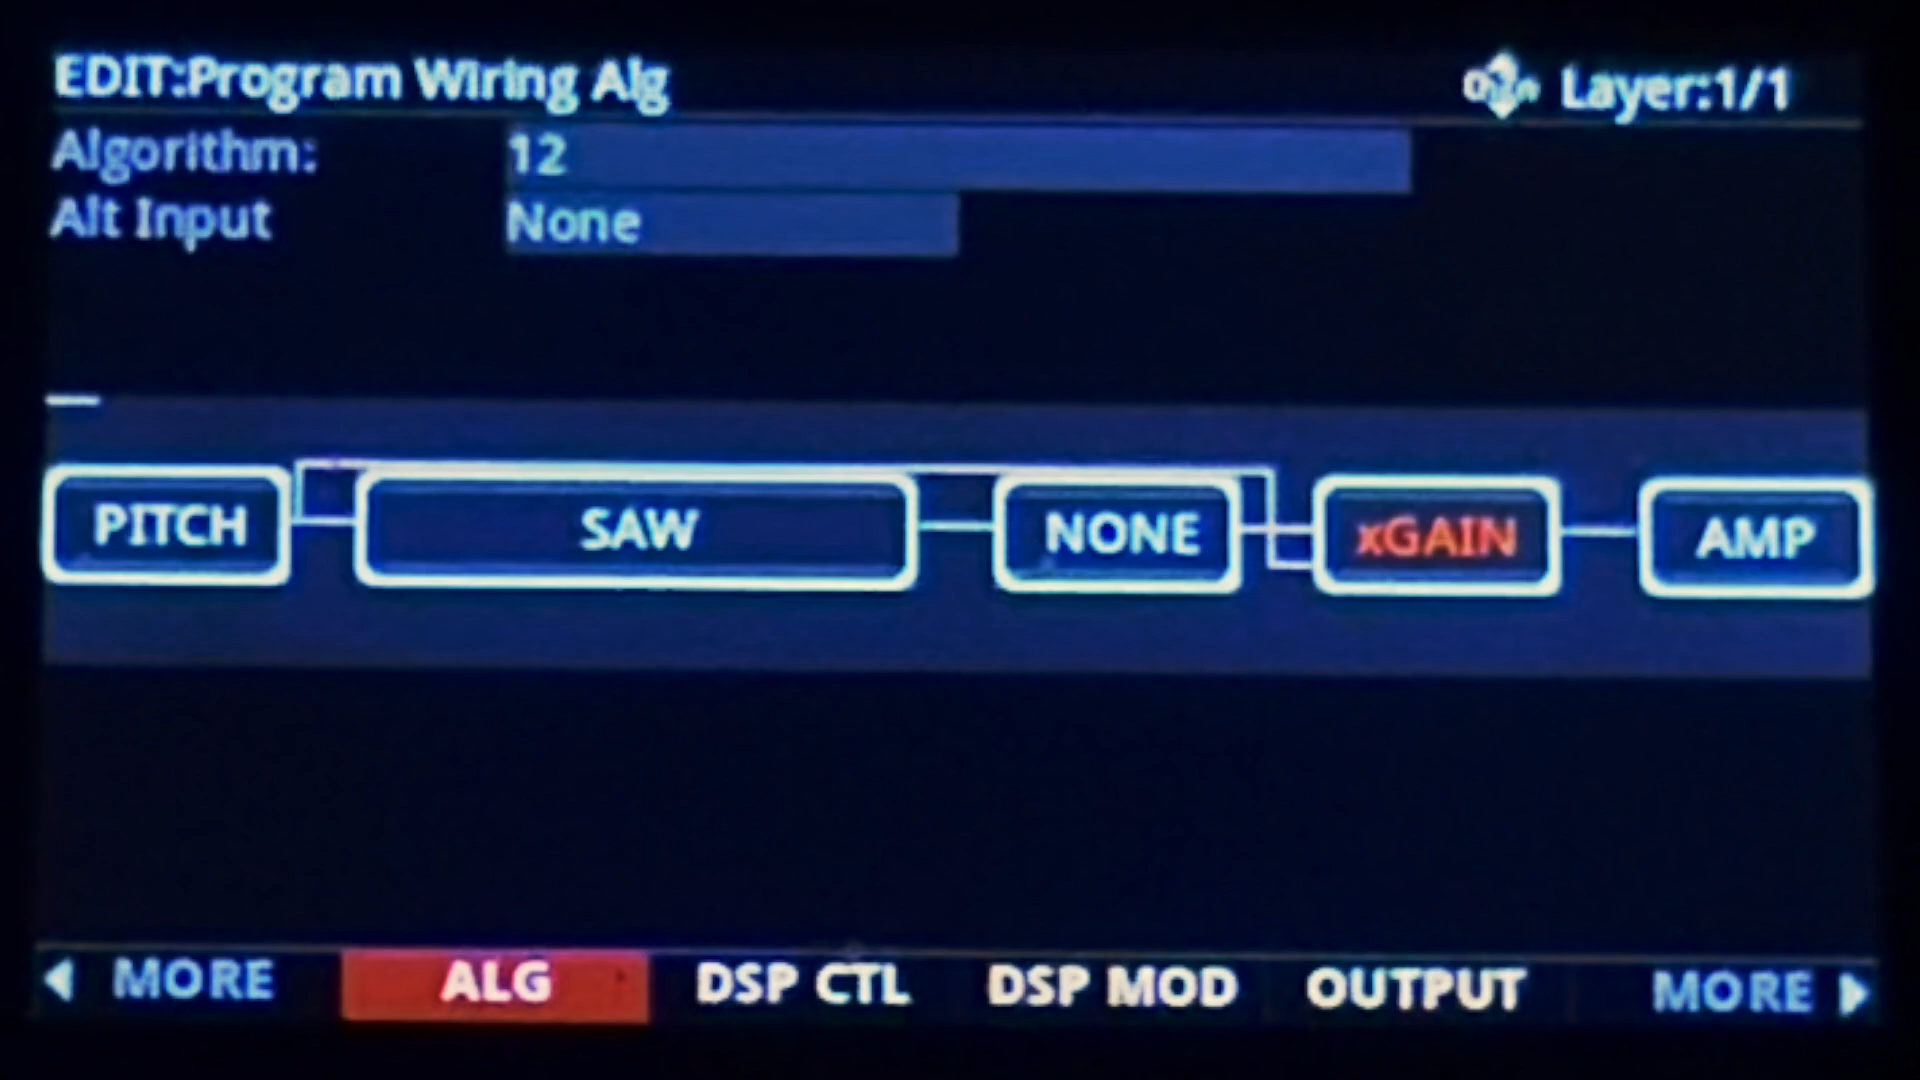 EDIT:Program Wiring Alg
Layer:1/1
Algorithm: 12
Alt Input None
PITCH SAW NONE xGAIN AMP
MORE ALG DSP CTL DSP MOD OUTPUT MORE